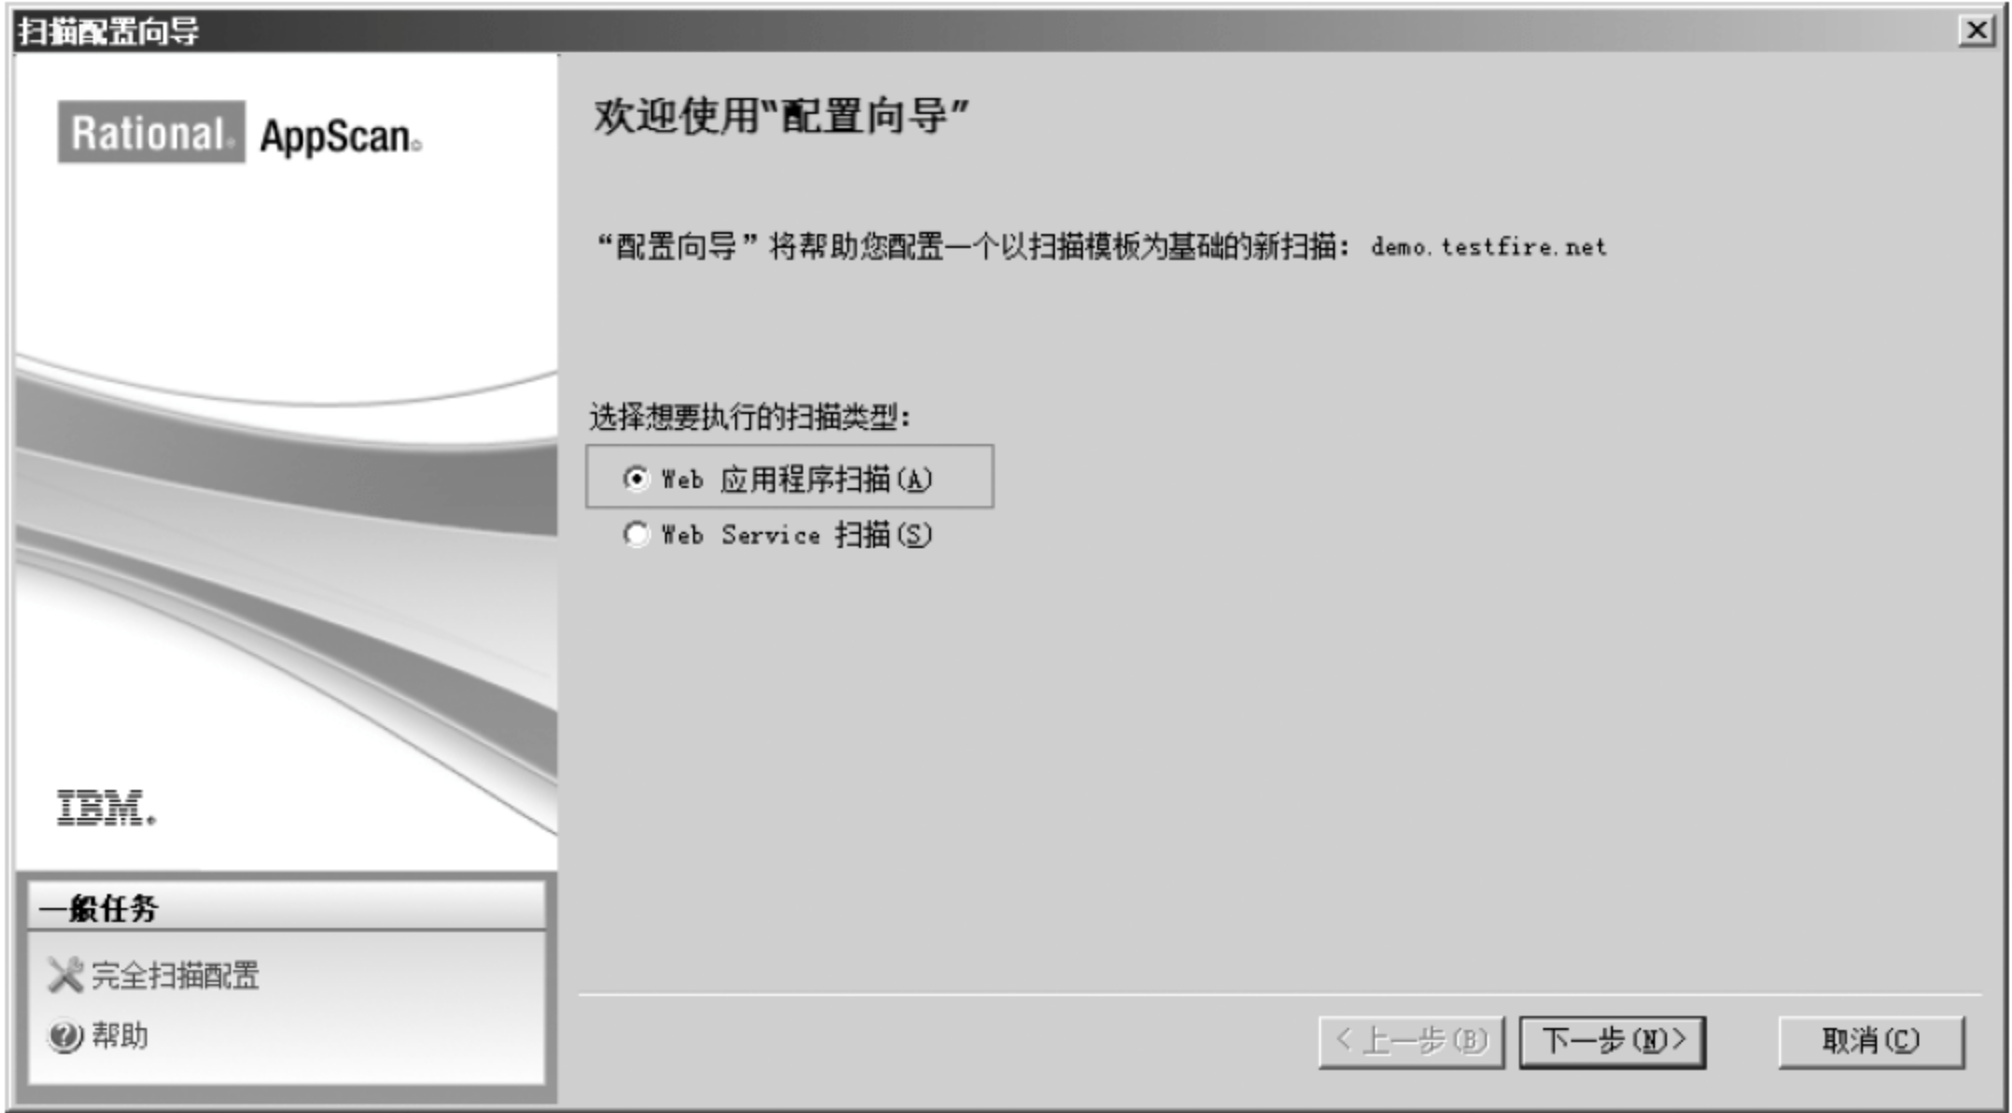 扫描配置向导
Rational AppScan
欢迎使用“配置向导”
“配置向导”将帮助您配置一个以扫描模板为基础的新扫描： demo.testfire.net
选择想要执行的扫描类型：
Web 应用程序扫描(A)
Web Service 扫描(S)
IBM
一般任务
完全扫描配置
帮助
< 上一步(B) 下一步(N)> 取消(C)